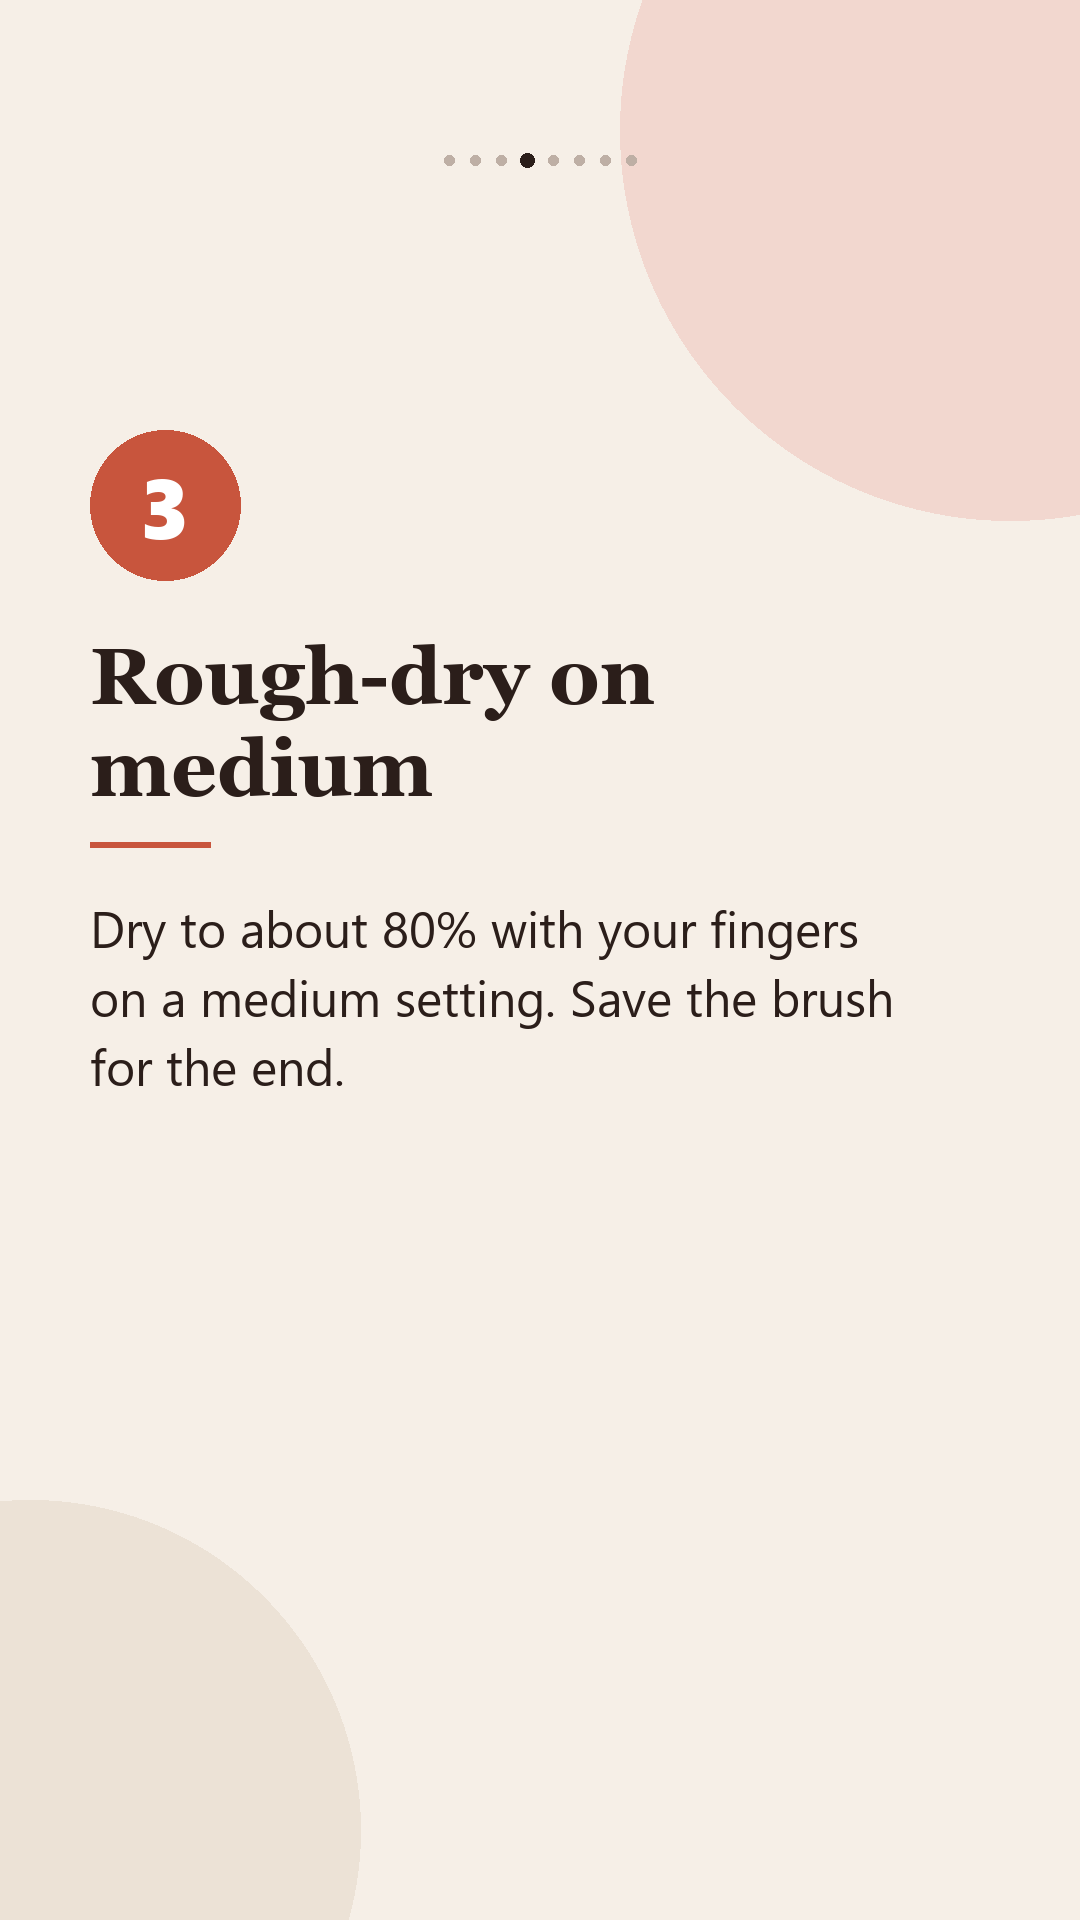 3
Rough-dry on
medium
Dry to about 80% with your fingers
on a medium setting. Save the brush
for the end.